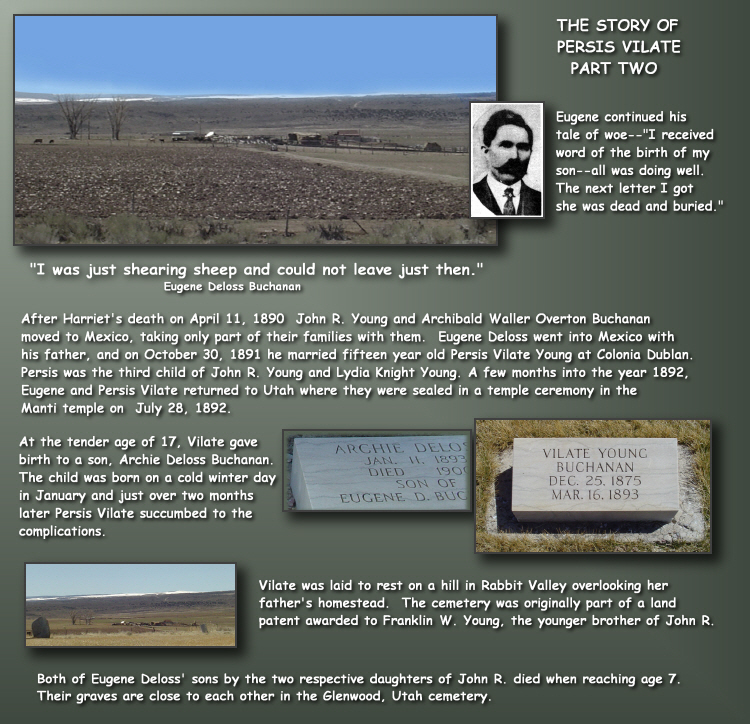 THE STORY OF
PERSIS VILATE
PART TWO
Eugene continued his
tale of woe--"I received
word of the birth of my
son--all was doing well.
The next letter I got
she was dead and buried."
"I was just shearing sheep and could not leave just then."
Eugene Deloss Buchanan
After Harriet's death on April 11, 1890  John R. Young and Archibald Waller Overton Buchanan
moved to Mexico, taking only part of their families with them.  Eugene Deloss went into Mexico with
his father, and on October 30, 1891 he married fifteen year old Persis Vilate Young at Colonia Dublan.
Persis was the third child of John R. Young and Lydia Knight Young. A few months into the year 1892,
Eugene and Persis Vilate returned to Utah where they were sealed in a temple ceremony in the
Manti temple on  July 28, 1892.
At the tender age of 17, Vilate gave
birth to a son, Archie Deloss Buchanan.
The child was born on a cold winter day
in January and just over two months
later Persis Vilate succumbed to the
complications.
ARCHIE DELOS
JAN. 11, 1893
DIED 1900
SON OF
EUGENE D. BUC
VILATE YOUNG
BUCHANAN
DEC. 25, 1875
MAR. 16, 1893
Vilate was laid to rest on a hill in Rabbit Valley overlooking her
father's homestead.  The cemetery was originally part of a land
patent awarded to Franklin W. Young, the younger brother of John R.
Both of Eugene Deloss' sons by the two respective daughters of John R. died when reaching age 7.
Their graves are close to each other in the Glenwood, Utah cemetery.